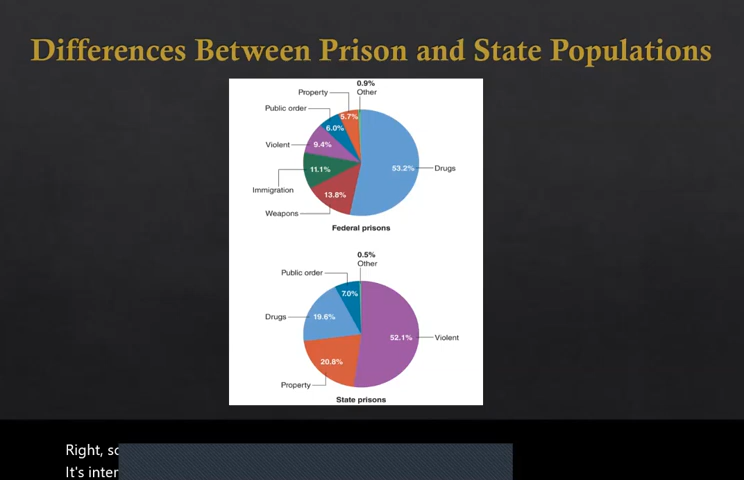 Differences Between Prison and State Populations
0.9%
Other
Property
5.7%
Public order
6.0%
Violent
9.4%
53.2%
Drugs
11.1%
Immigration
13.8%
Weapons
Federal prisons
0.5%
Other
Public order
7.0%
Drugs
19.6%
52.1%
Violent
20.8%
Property
State prisons
Right,
It's